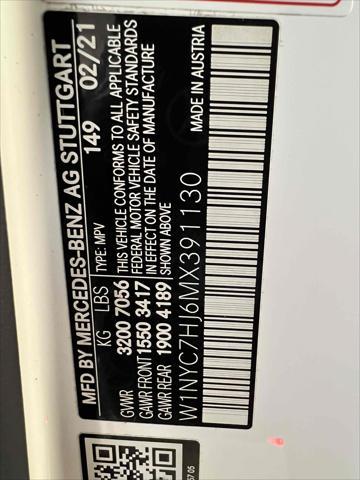 MFD BY MERCEDES-BENZ AG STUTTGART
149 02/21
TYPE: MPV
KG LBS
GVWR 3200 7056
GAWR FRONT 1550 3417
GAWR REAR 1900 4189
THIS VEHICLE CONFORMS TO ALL APPLICABLE
FEDERAL MOTOR VEHICLE SAFETY STANDARDS
IN EFFECT ON THE DATE OF MANUFACTURE
SHOWN ABOVE
MADE IN AUSTRIA
W1NYC7HJ6MX391130